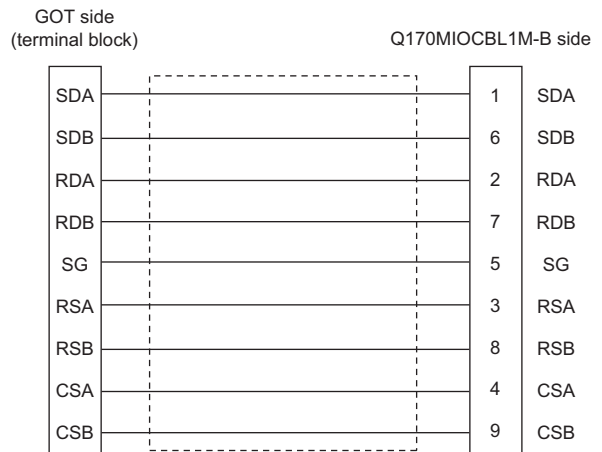 GOT side
(terminal block)
Q170MIOCBL1M-B side
SDA 1 SDA
SDB 6 SDB
RDA 2 RDA
RDB 7 RDB
SG 5 SG
RSA 3 RSA
RSB 8 RSB
CSA 4 CSA
CSB 9 CSB